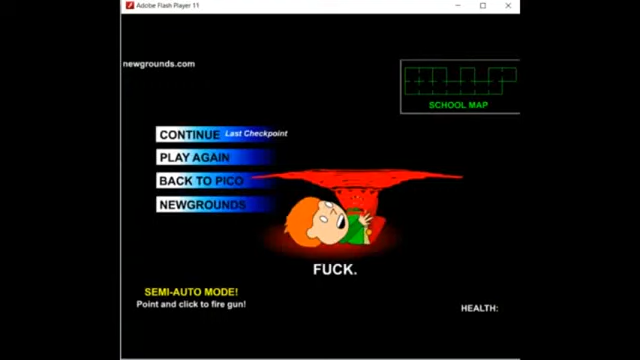 Adobe Flash Player 11
newgrounds.com
SCHOOL MAP
CONTINUE Last Checkpoint
PLAY AGAIN
BACK TO PICO
NEWGROUNDS
FUCK.
SEMI-AUTO MODE!
Point and click to fire gun!
HEALTH: